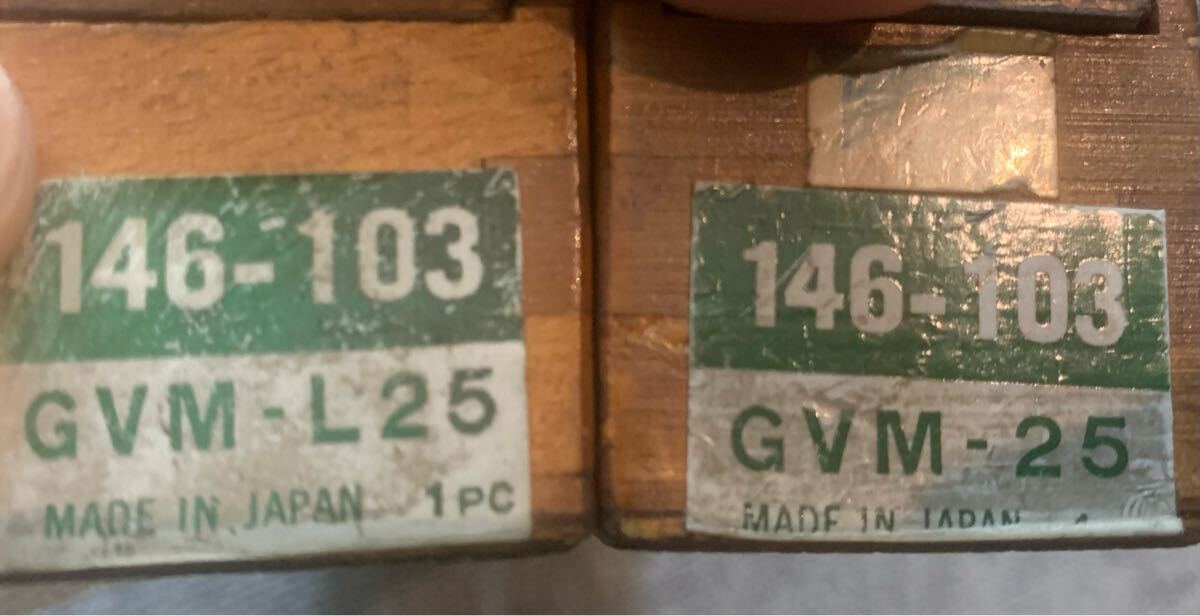 146-103
GVM-L25
MADE IN JAPAN 1PC
146-103
GVM-25
MADE IN JAPAN